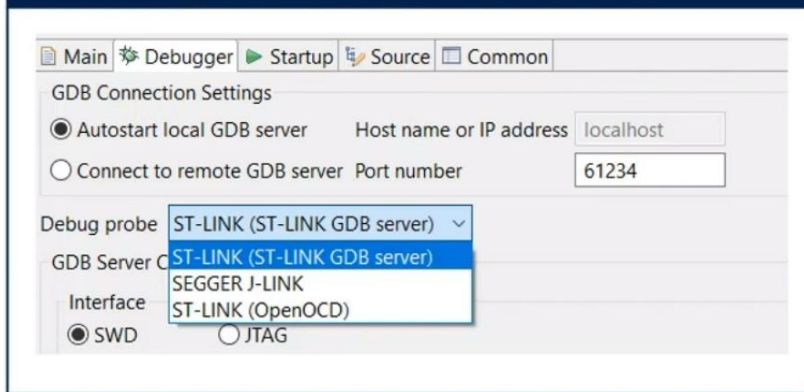 Main Debugger Startup Source Common
GDB Connection Settings
Autostart local GDB server Host name or IP address localhost
Connect to remote GDB server Port number 61234
Debug probe ST-LINK (ST-LINK GDB server)
ST-LINK (ST-LINK GDB server)
GDB Server C
SEGGER J-LINK
Interface
ST-LINK (OpenOCD)
SWD JTAG